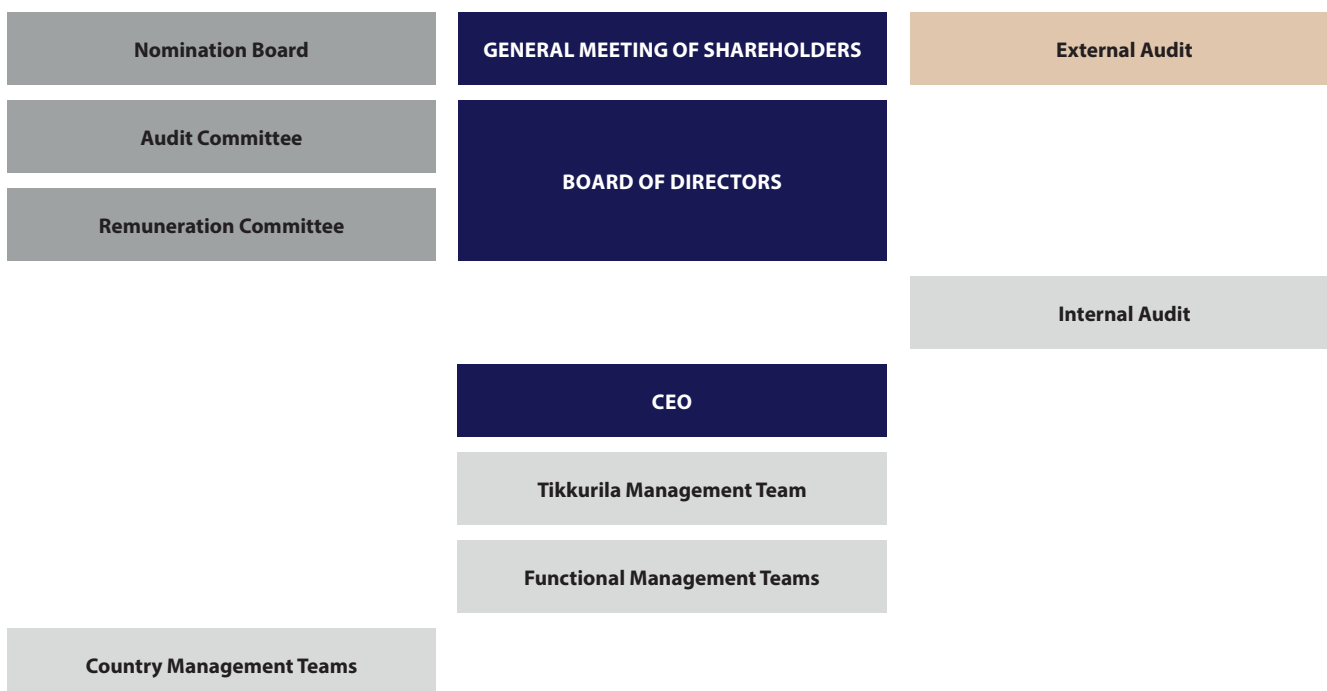 Nomination Board
GENERAL MEETING OF SHAREHOLDERS
External Audit
Audit Committee
BOARD OF DIRECTORS
Remuneration Committee
Internal Audit
CEO
Tikkurila Management Team
Functional Management Teams
Country Management Teams